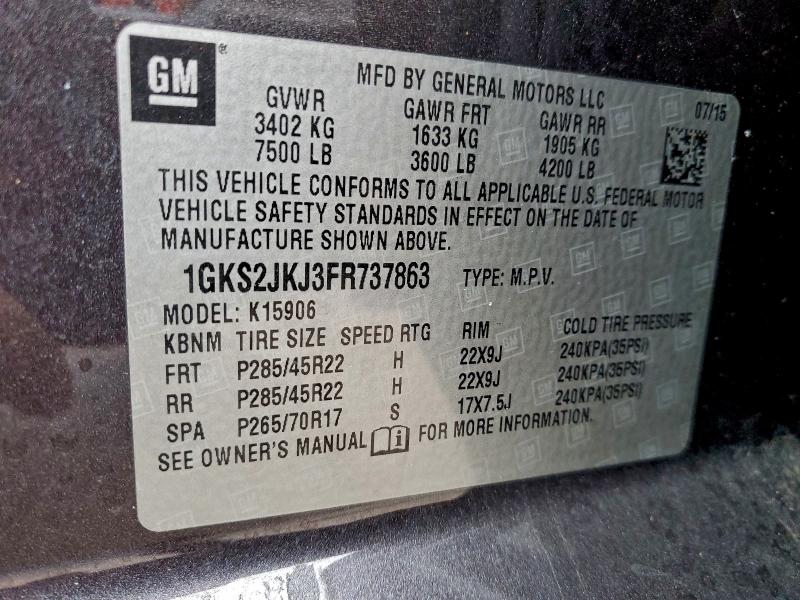 GM®
MFD BY GENERAL MOTORS LLC
07/15
GVWR GAWR FRT GAWR RR
3402 KG 1633 KG 1905 KG
7500 LB 3600 LB 4200 LB
THIS VEHICLE CONFORMS TO ALL APPLICABLE U.S. FEDERAL MOTOR
VEHICLE SAFETY STANDARDS IN EFFECT ON THE DATE OF
MANUFACTURE SHOWN ABOVE.
1GKS2JKJ3FR737863 TYPE: M.P.V.
MODEL: K15906
KBNM TIRE SIZE SPEED RTG RIM COLD TIRE PRESSURE
FRT P285/45R22 H 22X9J 240KPA(35PSI)
RR P285/45R22 H 22X9J 240KPA(35PSI)
SPA P265/70R17 S 17X7.5J 240KPA(35PSI)
SEE OWNER'S MANUAL FOR MORE INFORMATION.